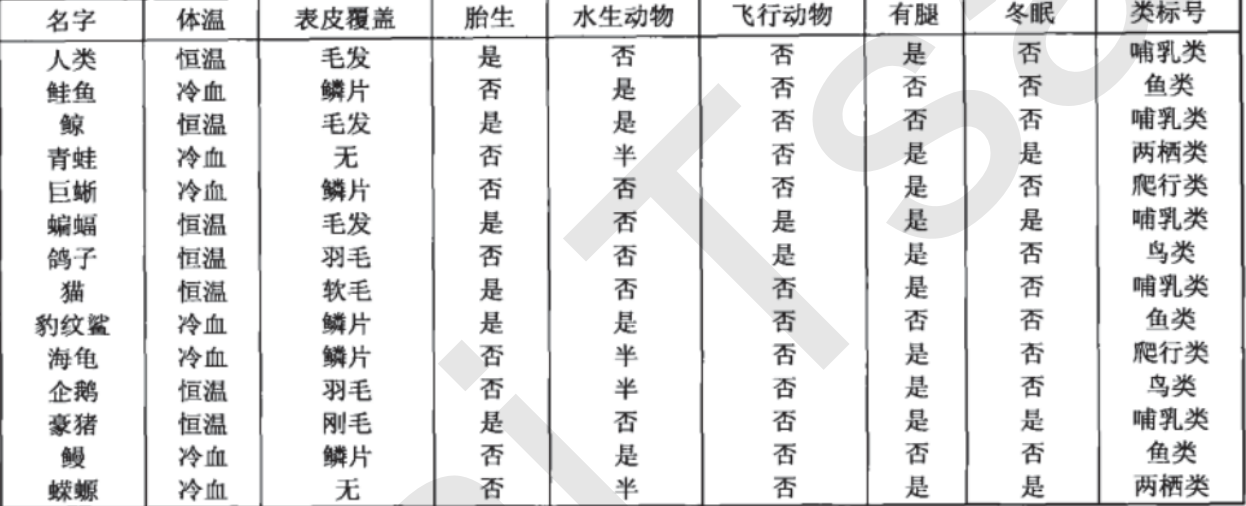 名字 体温 表皮覆盖 胎生 水生动物 飞行动物 有腿 冬眠 类标号
人类 恒温 毛发 是 否 否 是 否 哺乳类
鲑鱼 冷血 鳞片 否 是 否 否 否 鱼类
鲸 恒温 毛发 是 是 否 否 否 哺乳类
青蛙 冷血 无 否 半 否 是 是 两栖类
巨蜥 冷血 鳞片 否 否 否 是 否 爬行类
蝙蝠 恒温 毛发 是 否 是 是 是 哺乳类
鸽子 恒温 羽毛 否 否 是 是 否 鸟类
猫 恒温 软毛 是 否 否 是 否 哺乳类
豹纹鲨 冷血 鳞片 是 是 否 否 否 鱼类
海龟 冷血 鳞片 否 半 否 是 否 爬行类
企鹅 恒温 羽毛 否 半 否 是 否 鸟类
豪猪 恒温 刚毛 是 否 否 是 是 哺乳类
鳗 冷血 鳞片 否 是 否 否 否 鱼类
蝾螈 冷血 无 否 半 否 是 是 两栖类